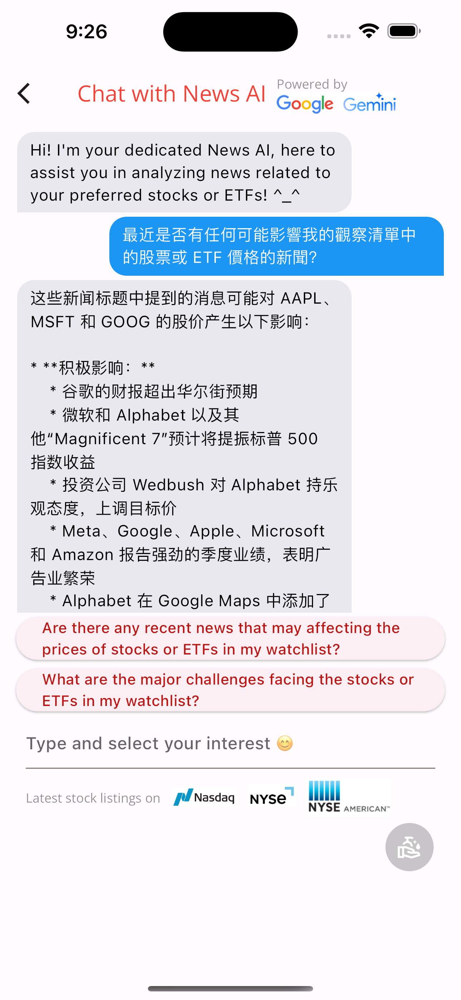 9:26
Chat with News AI
Powered by
Google Gemini
Hi! I'm your dedicated News AI, here to
assist you in analyzing news related to
your preferred stocks or ETFs! ^_^
最近是否有任何可能影響我的觀察清單中
的股票或 ETF 價格的新聞?
这些新闻标题中提到的消息可能对 AAPL、
MSFT 和 GOOG 的股价产生以下影响：
* **积极影响：**
* 谷歌的财报超出华尔街预期
* 微软和 Alphabet 以及其
他“Magnificent 7”预计将提振标普 500
指数收益
* 投资公司 Wedbush 对 Alphabet 持乐
观态度，上调目标价
* Meta、Google、Apple、Microsoft
和 Amazon 报告强劲的季度业绩，表明广
告业繁荣
* Alphabet 在 Google Maps 中添加了
Are there any recent news that may affecting the
prices of stocks or ETFs in my watchlist?
What are the major challenges facing the stocks or
ETFs in my watchlist?
Type and select your interest 😊
Latest stock listings on Nasdaq NYSE NYSE AMERICAN™